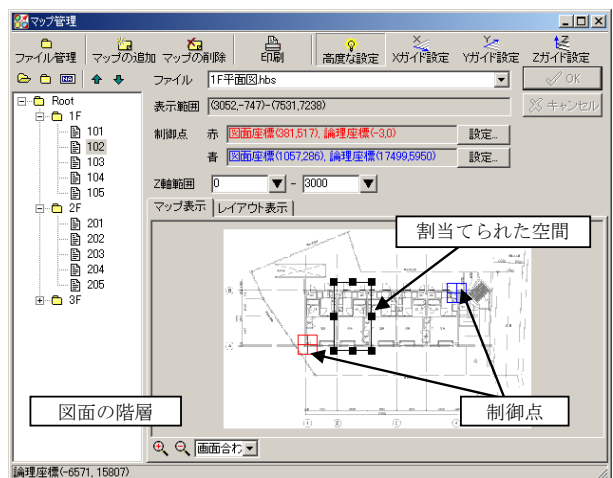 マップ管理
ファイル管理 マップの追加 マップの削除 印刷 高度な設定 Xガイド設定 Yガイド設定 Zガイド設定
ファイル 1F平面図.hbs OK
表示範囲 (3052,-747)-(7531,7238) キャンセル
制御点 赤 図面座標(381,517), 論理座標(-3,0) 設定...
青 図面座標(1057,286), 論理座標(17499,5950) 設定...
Z軸範囲 0 - 3000
マップ表示 レイアウト表示
Root
1F
101
102
103
104
105
2F
201
202
203
204
205
3F
割当てられた空間
図面の階層
制御点
画面合わ
論理座標(-6571, 15807)